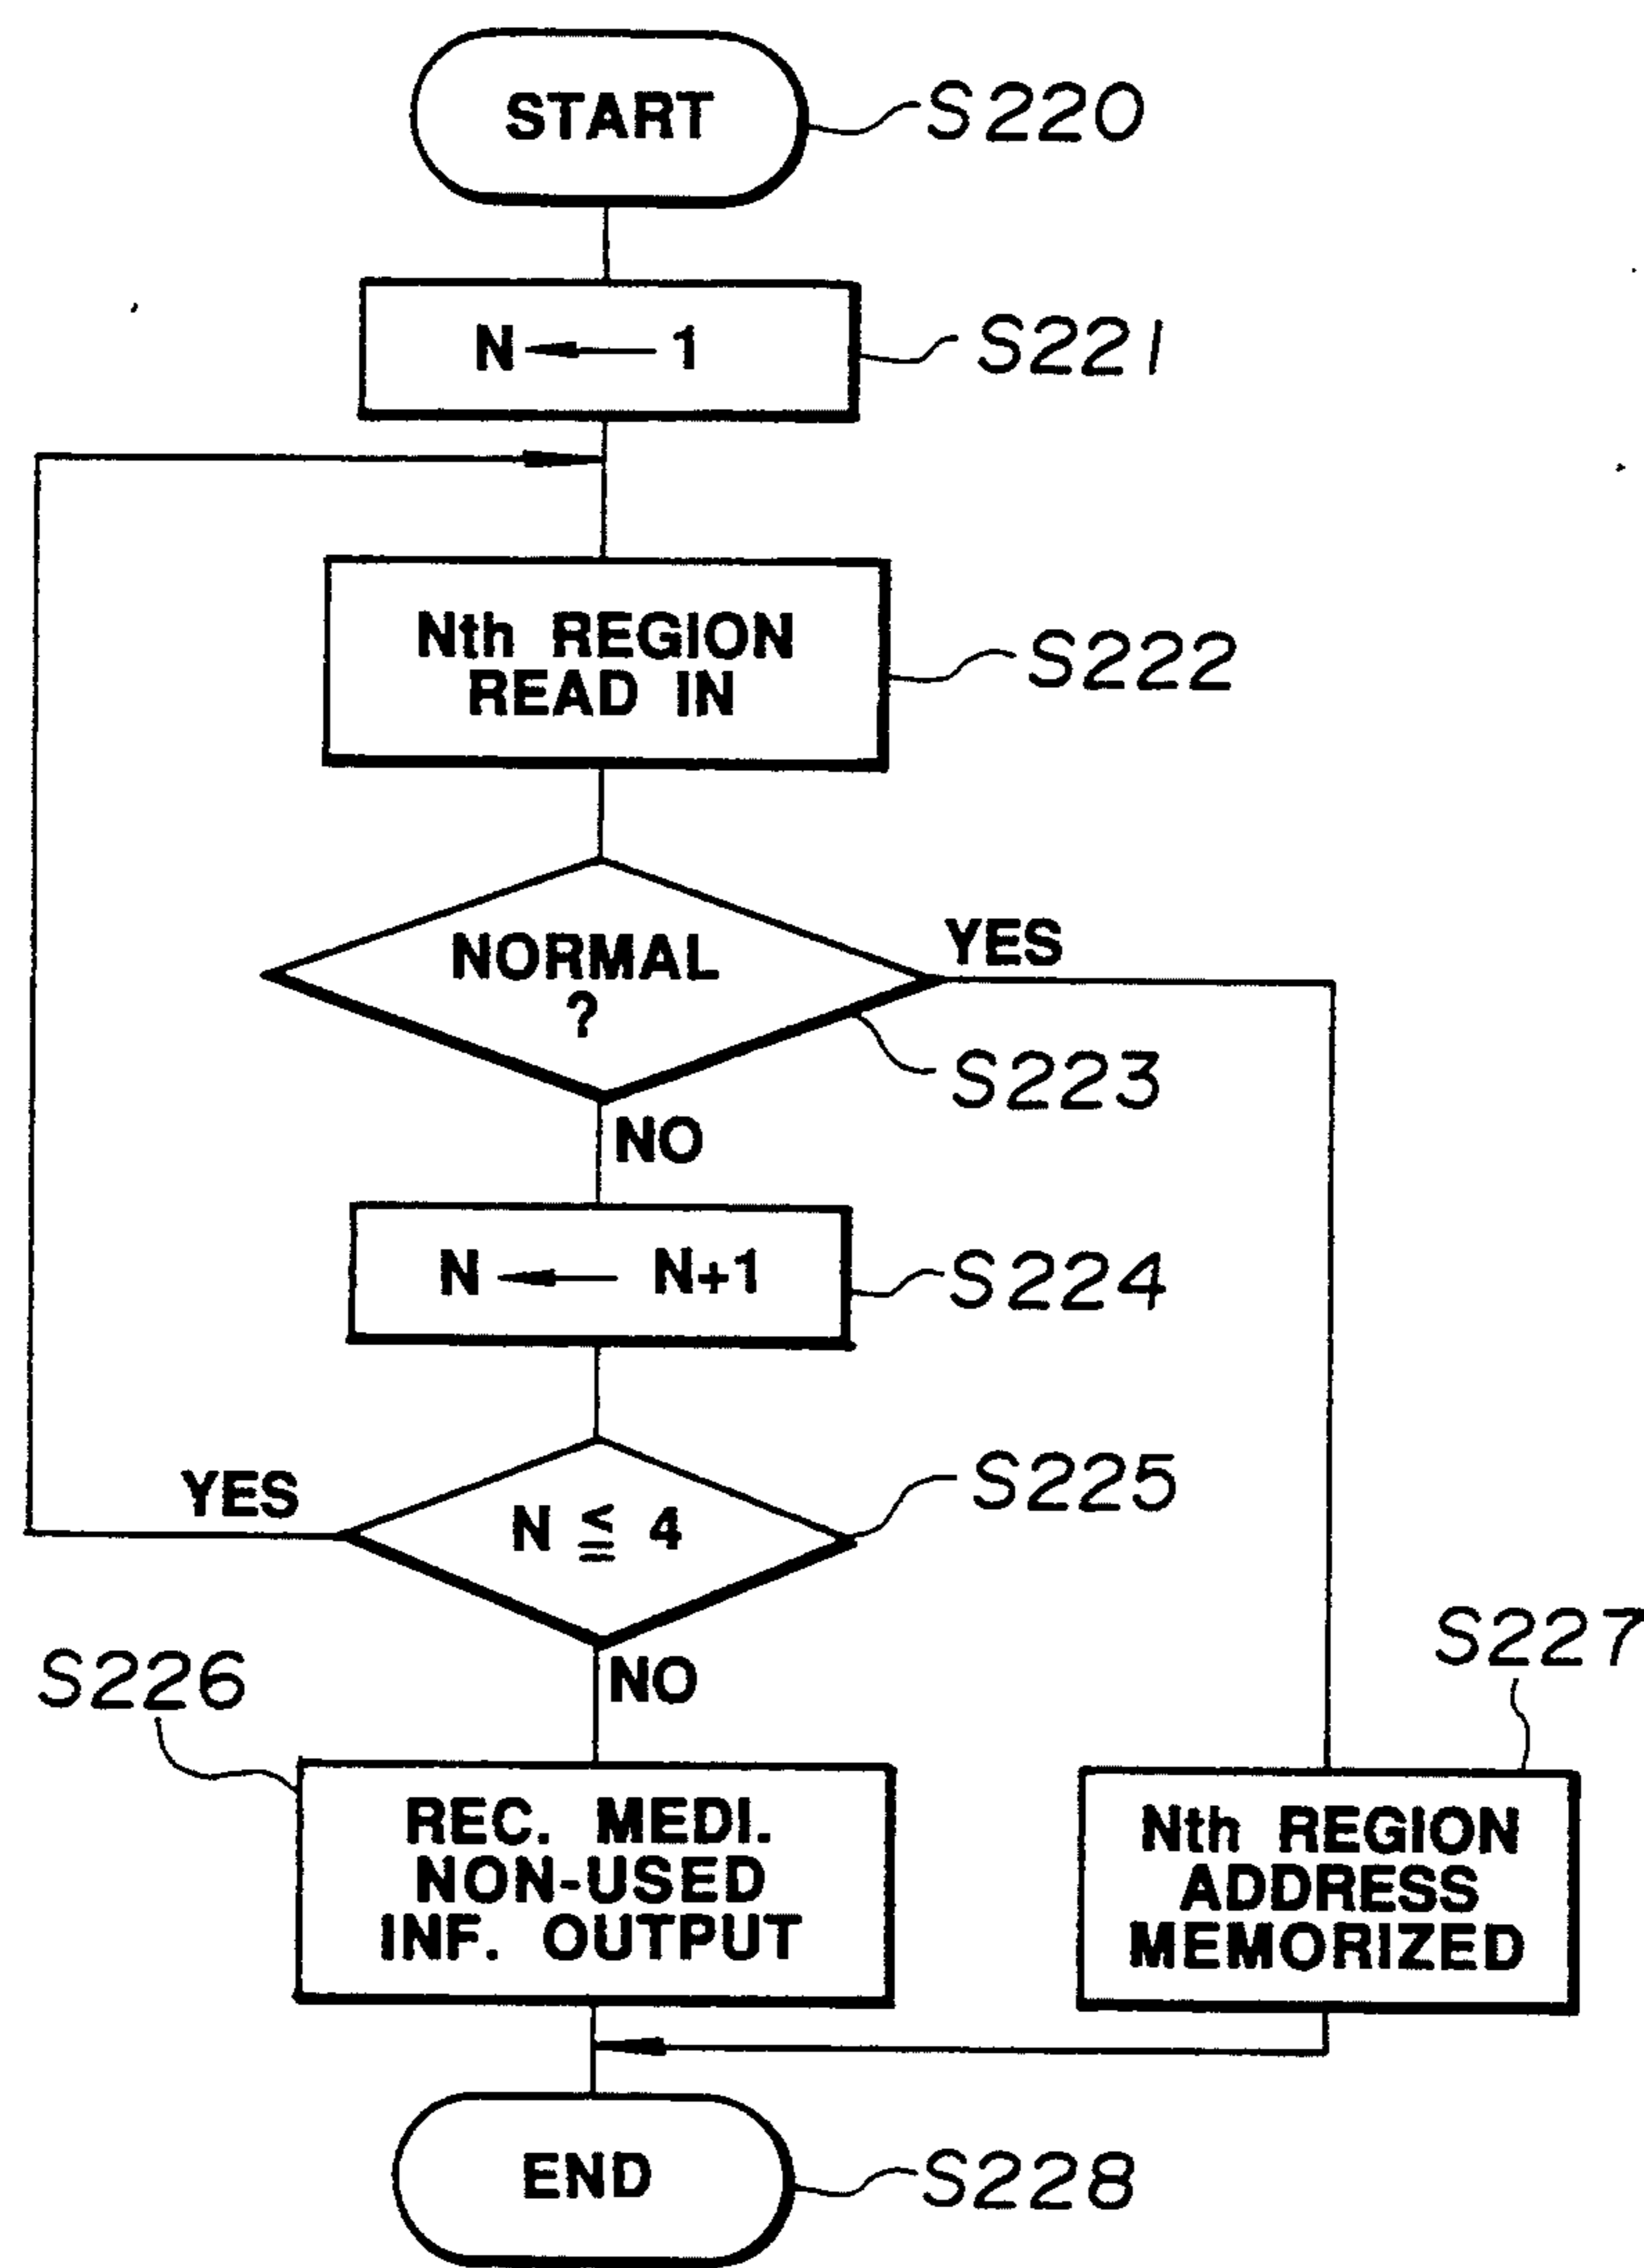 START
S220
N ← 1
S221
Nth REGION
READ IN
S222
NORMAL
?
YES
S223
NO
N ← N+1
S224
YES
N ≦ 4
S225
NO
S226
REC. MEDI.
NON-USED
INF. OUTPUT
S227
Nth REGION
ADDRESS
MEMORIZED
END
S228